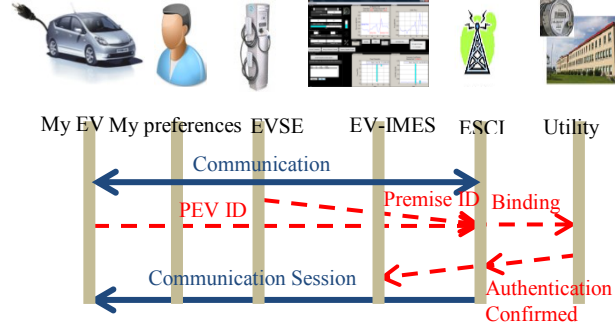 My EV My preferences EVSE EV-IMES ESCI Utility
Communication
PEV ID Premise ID Binding
Communication Session Authentication
Confirmed